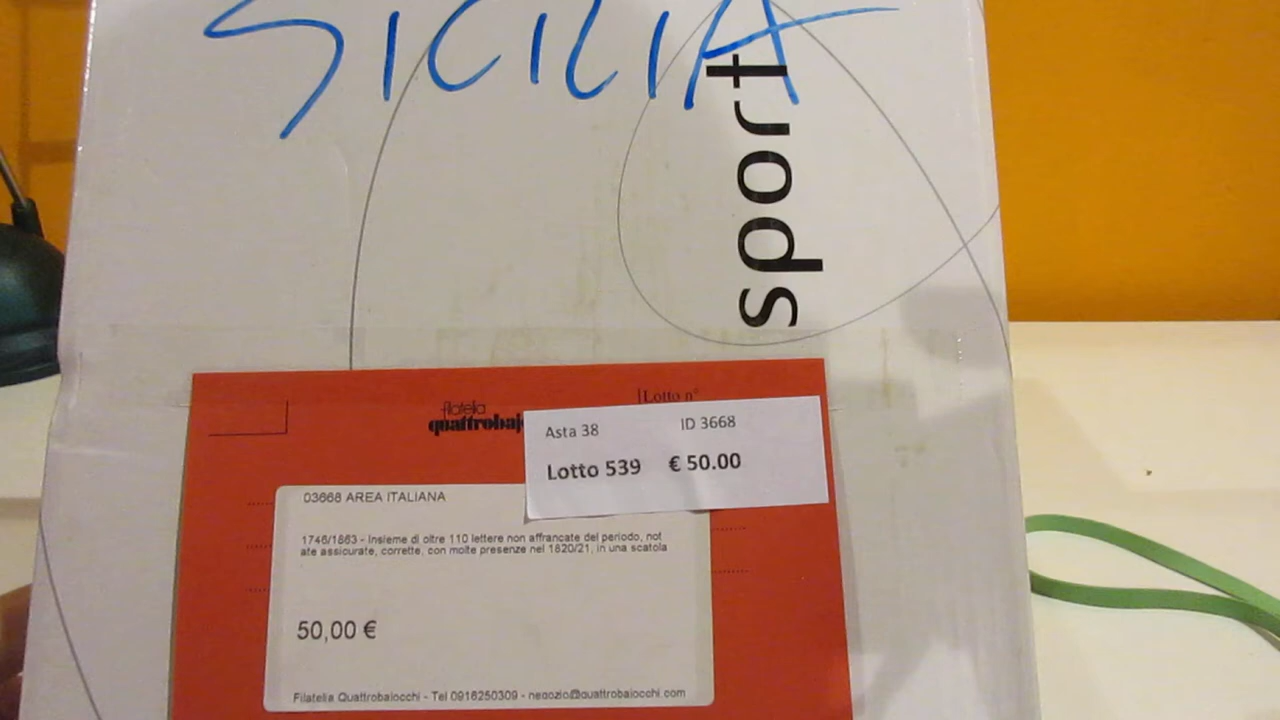 SICILIA
sport
Lotto n°
filatelia
quattrobaj
Asta 38 ID 3668
Lotto 539 € 50.00
03668 AREA ITALIANA
1746/1863 - Insieme di oltre 110 lettere non affrancate del periodo, not
ate assicurate, corrette, con molte presenze nel 1820/21, in una scatola
50,00 €
Filatelia Quattrobaiocchi - Tel 0916250309 - negozio@quattrobaiocchi.com